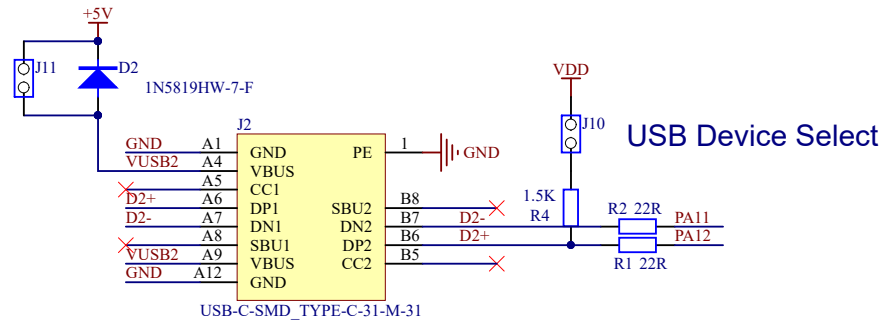 +5V
J11
D2
1N5819HW-7-F
VDD
J10
USB Device Select
J2
GND A1 GND PE 1 GND
VUSB2 A4 VBUS
A5 CC1
D2+ A6 DP1 SBU2 B8
D2- A7 DN1 DN2 B7 D2-
A8 SBU1 DP2 B6 D2+
VUSB2 A9 VBUS CC2 B5
GND A12 GND
USB-C-SMD_TYPE-C-31-M-31
1.5K
R4
R2 22R PA11
PA12
R1 22R